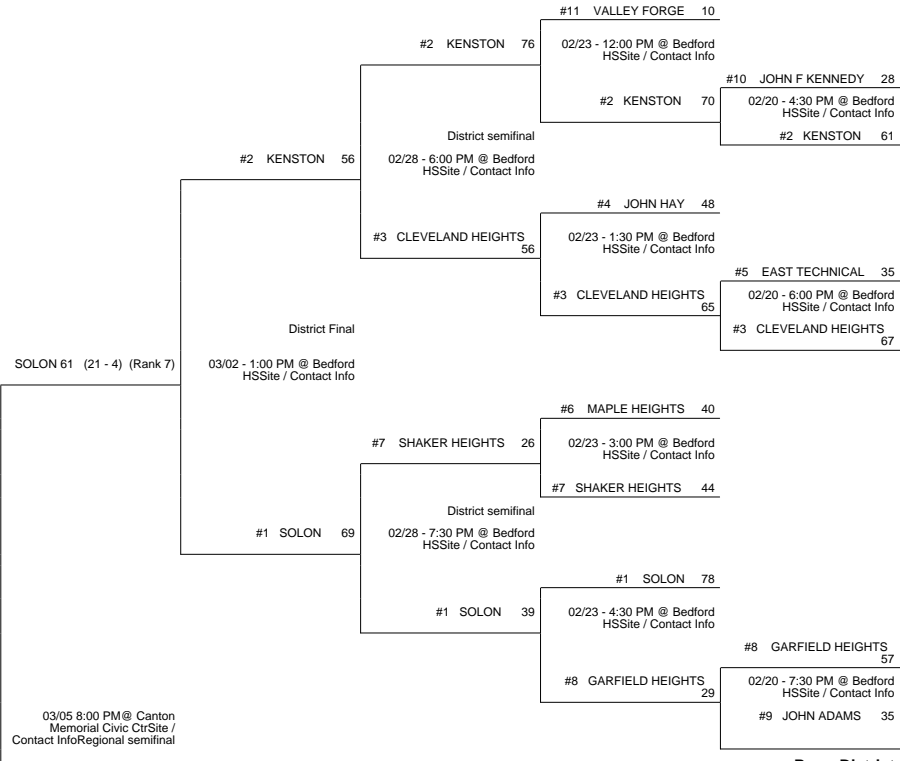 #11 VALLEY FORGE 10
#2 KENSTON 76
02/23 - 12:00 PM @ Bedford
HSSite / Contact Info
#10 JOHN F KENNEDY 28
#2 KENSTON 70
02/20 - 4:30 PM @ Bedford
HSSite / Contact Info
#2 KENSTON 61
District semifinal
#2 KENSTON 56
02/28 - 6:00 PM @ Bedford
HSSite / Contact Info
#4 JOHN HAY 48
#3 CLEVELAND HEIGHTS
56
02/23 - 1:30 PM @ Bedford
HSSite / Contact Info
#5 EAST TECHNICAL 35
#3 CLEVELAND HEIGHTS
65
02/20 - 6:00 PM @ Bedford
HSSite / Contact Info
#3 CLEVELAND HEIGHTS
67
District Final
SOLON 61 (21 - 4) (Rank 7)
03/02 - 1:00 PM @ Bedford
HSSite / Contact Info
#6 MAPLE HEIGHTS 40
#7 SHAKER HEIGHTS 26
02/23 - 3:00 PM @ Bedford
HSSite / Contact Info
#7 SHAKER HEIGHTS 44
District semifinal
#1 SOLON 69
02/28 - 7:30 PM @ Bedford
HSSite / Contact Info
#1 SOLON 78
#1 SOLON 39
02/23 - 4:30 PM @ Bedford
HSSite / Contact Info
#8 GARFIELD HEIGHTS
57
#8 GARFIELD HEIGHTS
29
02/20 - 7:30 PM @ Bedford
HSSite / Contact Info
#9 JOHN ADAMS 35
03/05 8:00 PM@ Canton
Memorial Civic CtrSite /
Contact InfoRegional semifinal